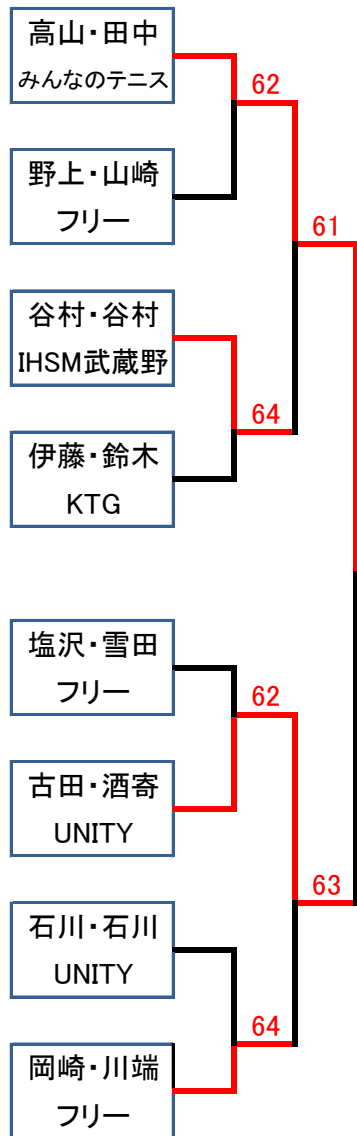 高山・田中
みんなのテニス
62
野上・山崎
フリー
61
谷村・谷村
IHSM武蔵野
64
伊藤・鈴木
KTG
塩沢・雪田
フリー
62
古田・酒寄
UNITY
63
石川・石川
UNITY
64
岡崎・川端
フリー